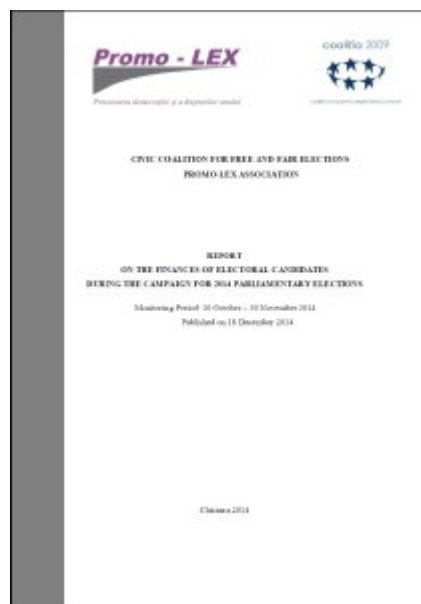 Promo - LEX
Promovarea democrației și a drepturilor omului
coaliția 2009
CIVIC COALITION FOR FREE AND FAIR ELECTIONS
PROMO-LEX ASSOCIATION
REPORT
ON THE FINANCES OF ELECTORAL CANDIDATES
DURING THE CAMPAIGN FOR 2014 PARLIAMENTARY ELECTIONS
Monitoring Period: 10 October – 30 November 2014
Published on 18 December 2014
Chisinau 2014